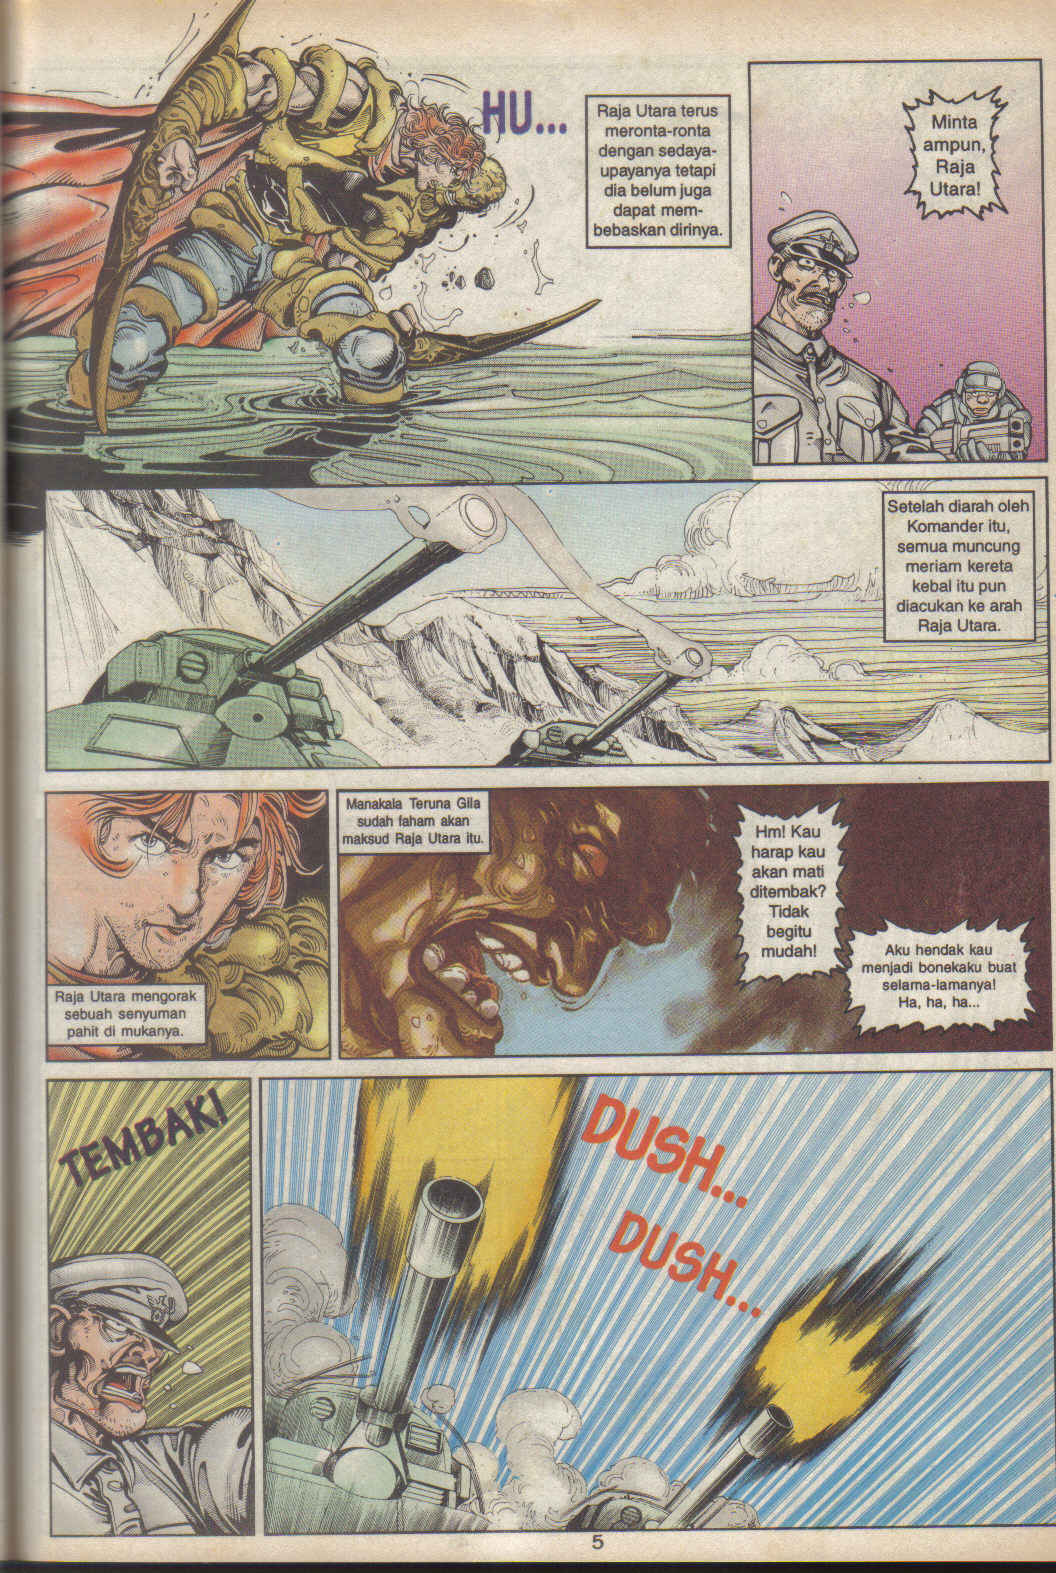 HU...
Raja Utara terus
meronta-ronta
dengan sedaya-
upayanya tetapi
dia belum juga
dapat mem-
bebaskan dirinya.
Minta
ampun,
Raja
Utara!
Setelah diarah oleh
Komander itu,
semua muncung
meriam kereta
kebal itu pun
diacukan ke arah
Raja Utara.
Raja Utara mengorak
sebuah senyuman
pahit di mukanya.
Manakala Teruna Gila
sudah faham akan
maksud Raja Utara itu.
Hm! Kau
harap kau
akan mati
ditembak?
Tidak
begitu
mudah!
Aku hendak kau
menjadi bonekaku buat
selama-lamanya!
Ha, ha, ha...
TEMBAK!
DUSH...
DUSH...
5